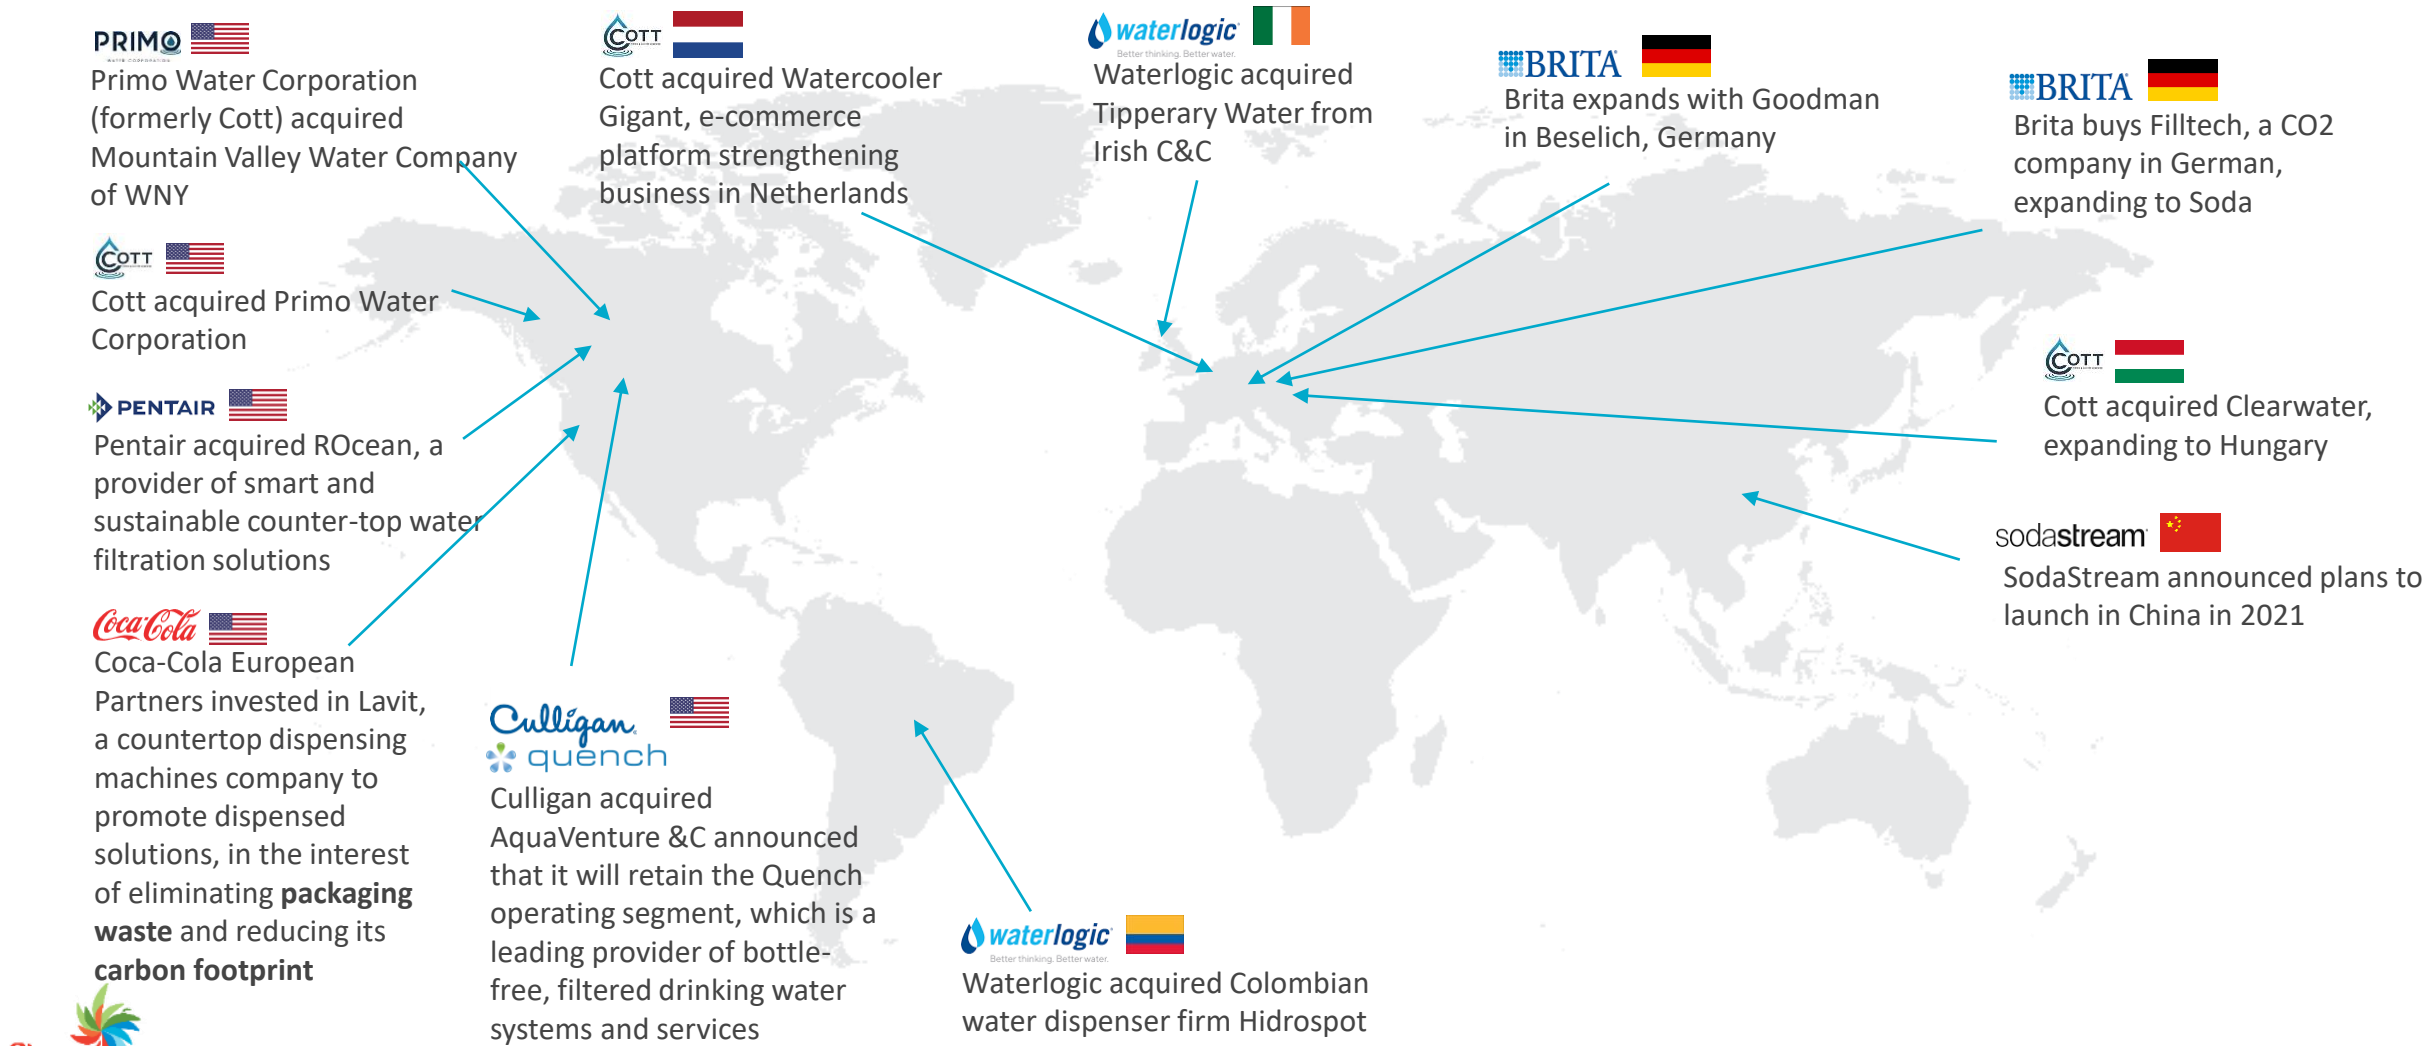 PRIMO
WATER CORPORATION
Primo Water Corporation
(formerly Cott) acquired
Mountain Valley Water Company
of WNY
COTT
Cott acquired Primo Water
Corporation
PENTAIR
Pentair acquired ROcean, a
provider of smart and
sustainable counter-top water
filtration solutions
Coca-Cola
Coca-Cola European
Partners invested in Lavit,
a countertop dispensing
machines company to
promote dispensed
solutions, in the interest
of eliminating packaging
waste and reducing its
carbon footprint
COTT
Cott acquired Watercooler
Gigant, e-commerce
platform strengthening
business in Netherlands
Culligan.
quench
Culligan acquired
AquaVenture &C announced
that it will retain the Quench
operating segment, which is a
leading provider of bottle-
free, filtered drinking water
systems and services
waterlogic
Better thinking. Better water.
Waterlogic acquired
Tipperary Water from
Irish C&C
waterlogic
Better thinking. Better water.
Waterlogic acquired Colombian
water dispenser firm Hidrospot
BRITA
Brita expands with Goodman
in Beselich, Germany
BRITA
Brita buys Filltech, a CO2
company in German,
expanding to Soda
COTT
Cott acquired Clearwater,
expanding to Hungary
sodastream
SodaStream announced plans to
launch in China in 2021